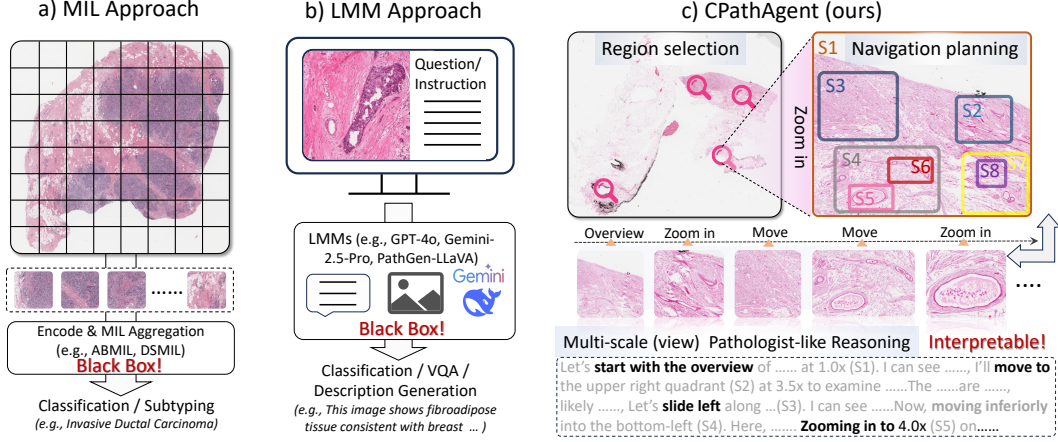 a) MIL Approach
Encode & MIL Aggregation
(e.g., ABMIL, DSMIL)
Black Box!
Classification / Subtyping
(e.g., Invasive Ductal Carcinoma)
b) LMM Approach
Question/
Instruction
LMMs (e.g., GPT-4o, Gemini-
2.5-Pro, PathGen-LLaVA)
Gemini
Black Box!
Classification / VQA /
Description Generation
(e.g., This image shows fibroadipose
tissue consistent with breast ... )
c) CPathAgent (ours)
Region selection
Zoom in
S1 Navigation planning
S3
S2
S4
S6
S8
S5
Overview Zoom in Move Move Zoom in
....
Multi-scale (view) Pathologist-like Reasoning Interpretable!
Let's start with the overview of ...... at 1.0x (S1). I can see ......, I'll move to
the upper right quadrant (S2) at 3.5x to examine ......The ......are ......,
likely ......, Let's slide left along ...(S3). I can see ......Now, moving inferiorly
into the bottom-left (S4). Here, ....... Zooming in to 4.0x (S5) on......